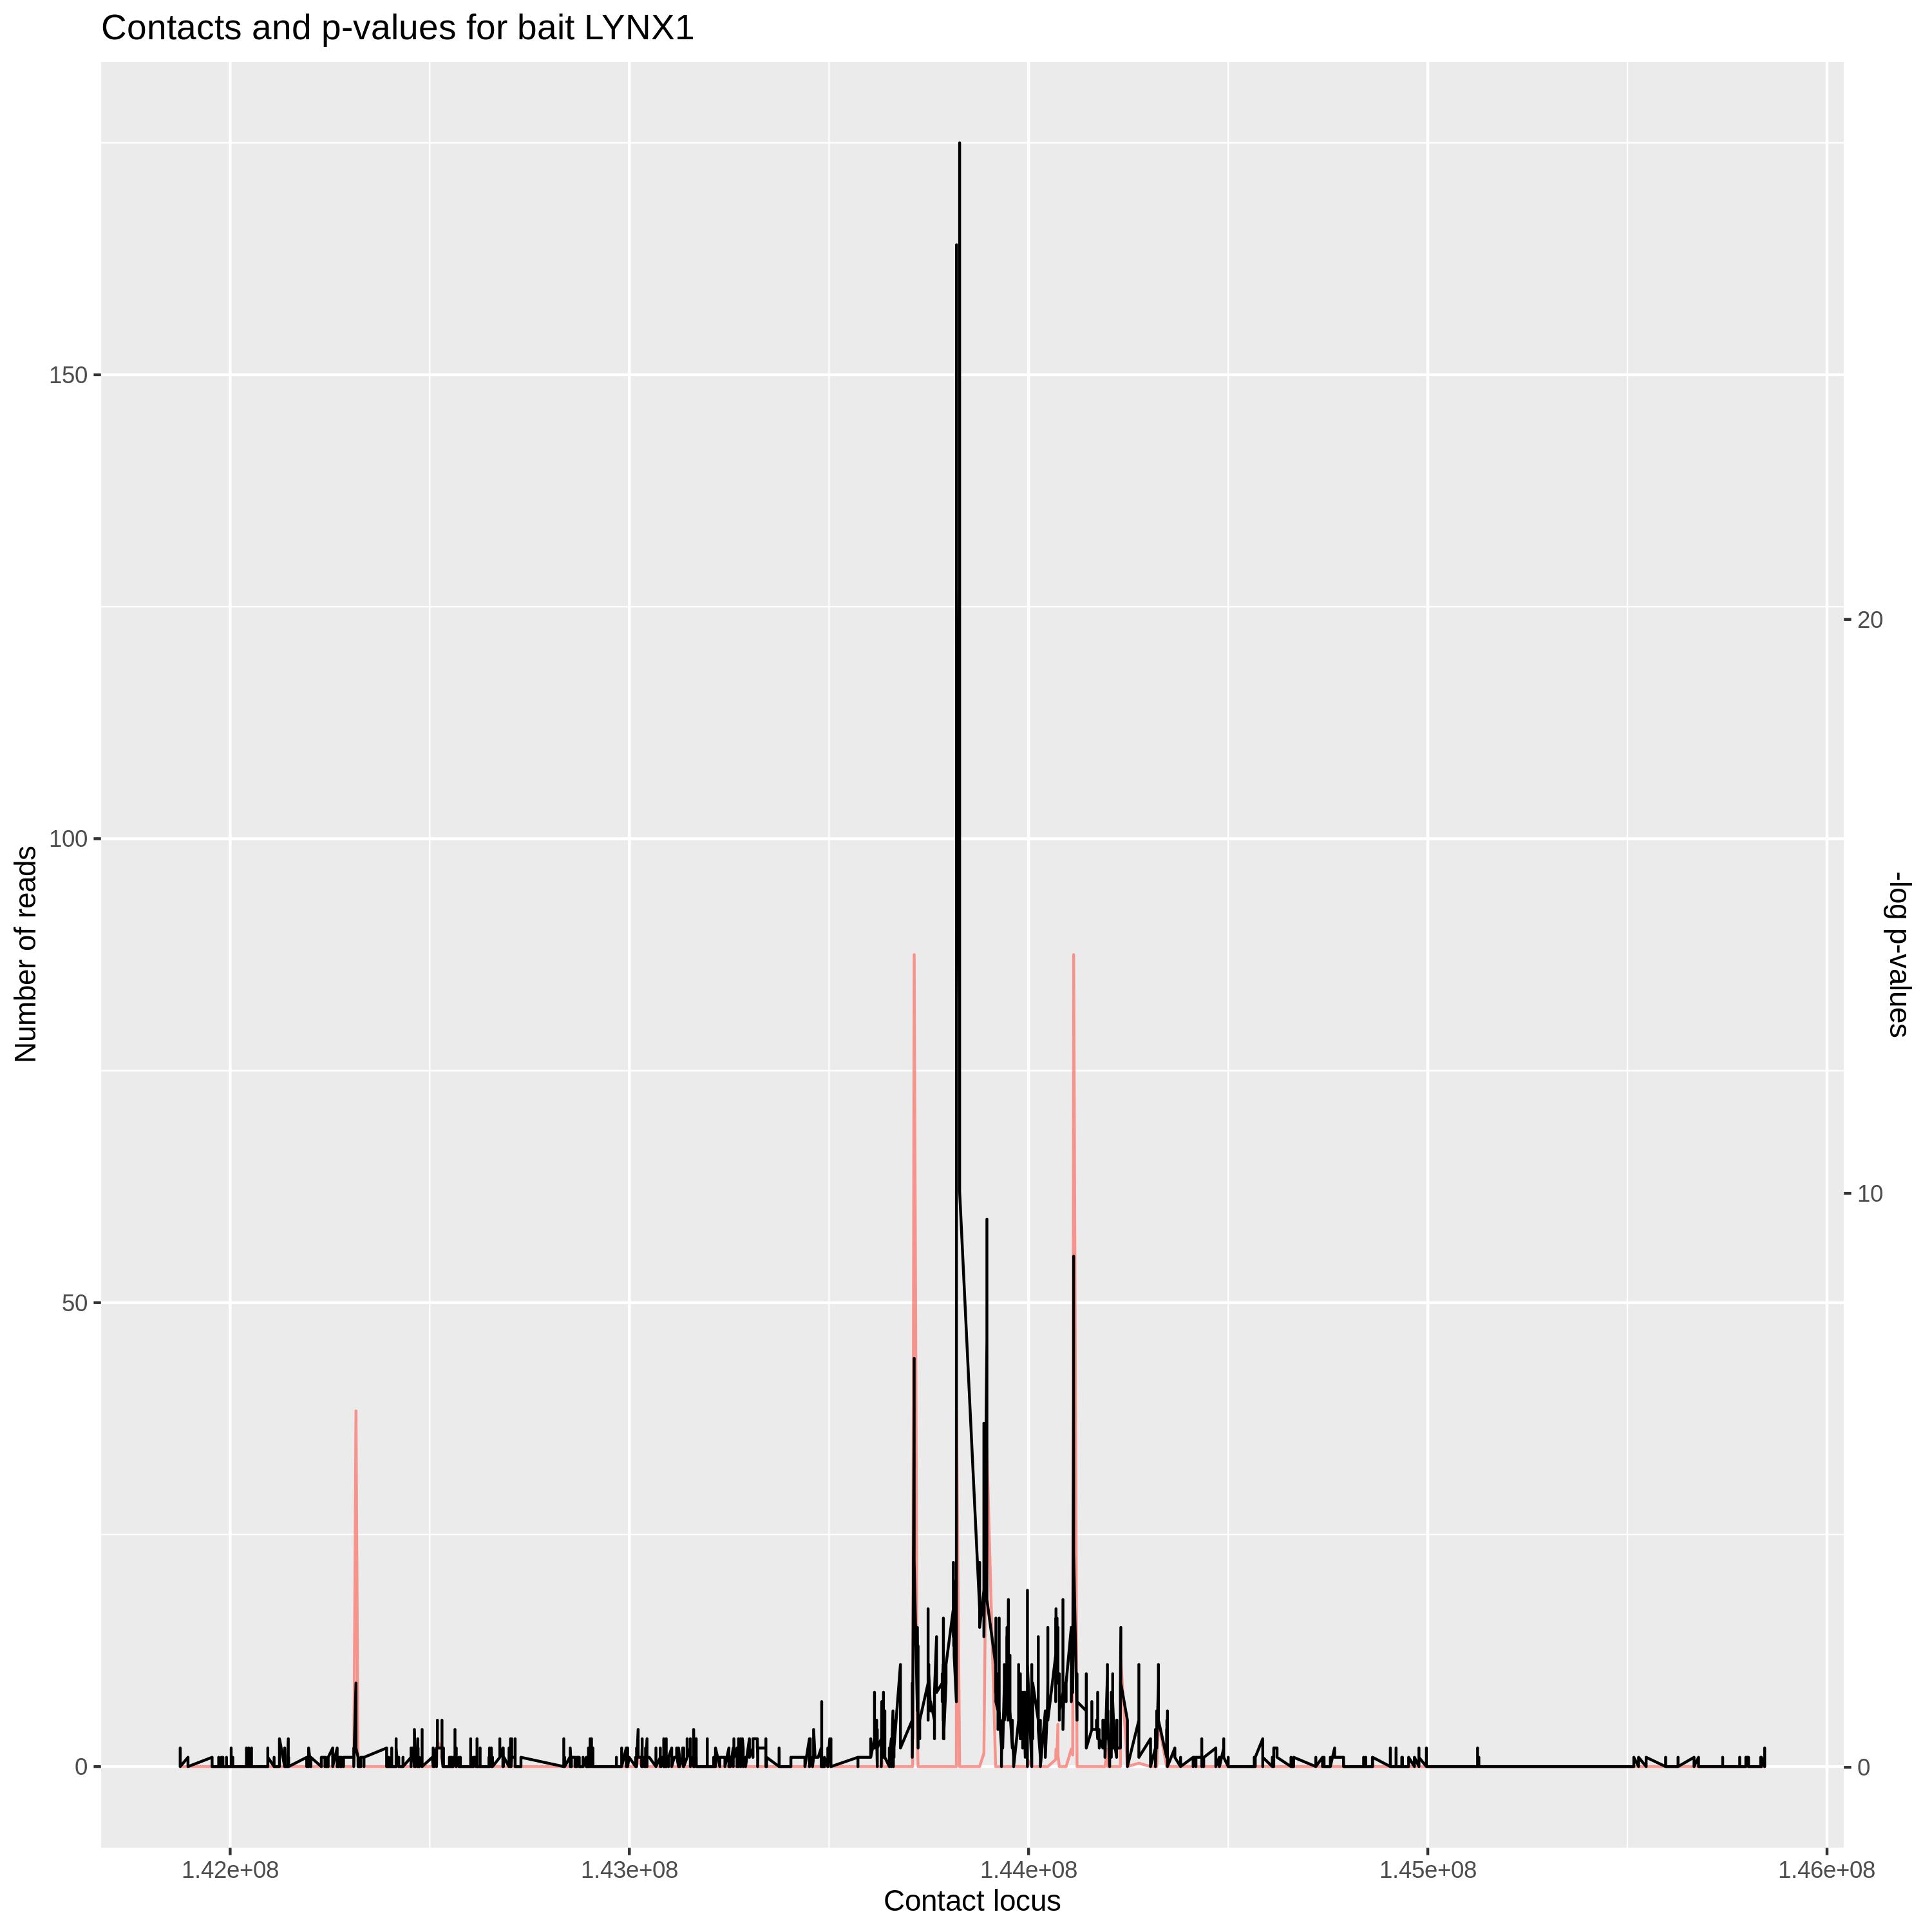 Contacts and p-values for bait LYNX1
150
100
50
0
Number of reads
20
10
0
-log p-values
1.42e+08
1.43e+08
1.44e+08
1.45e+08
1.46e+08
Contact locus